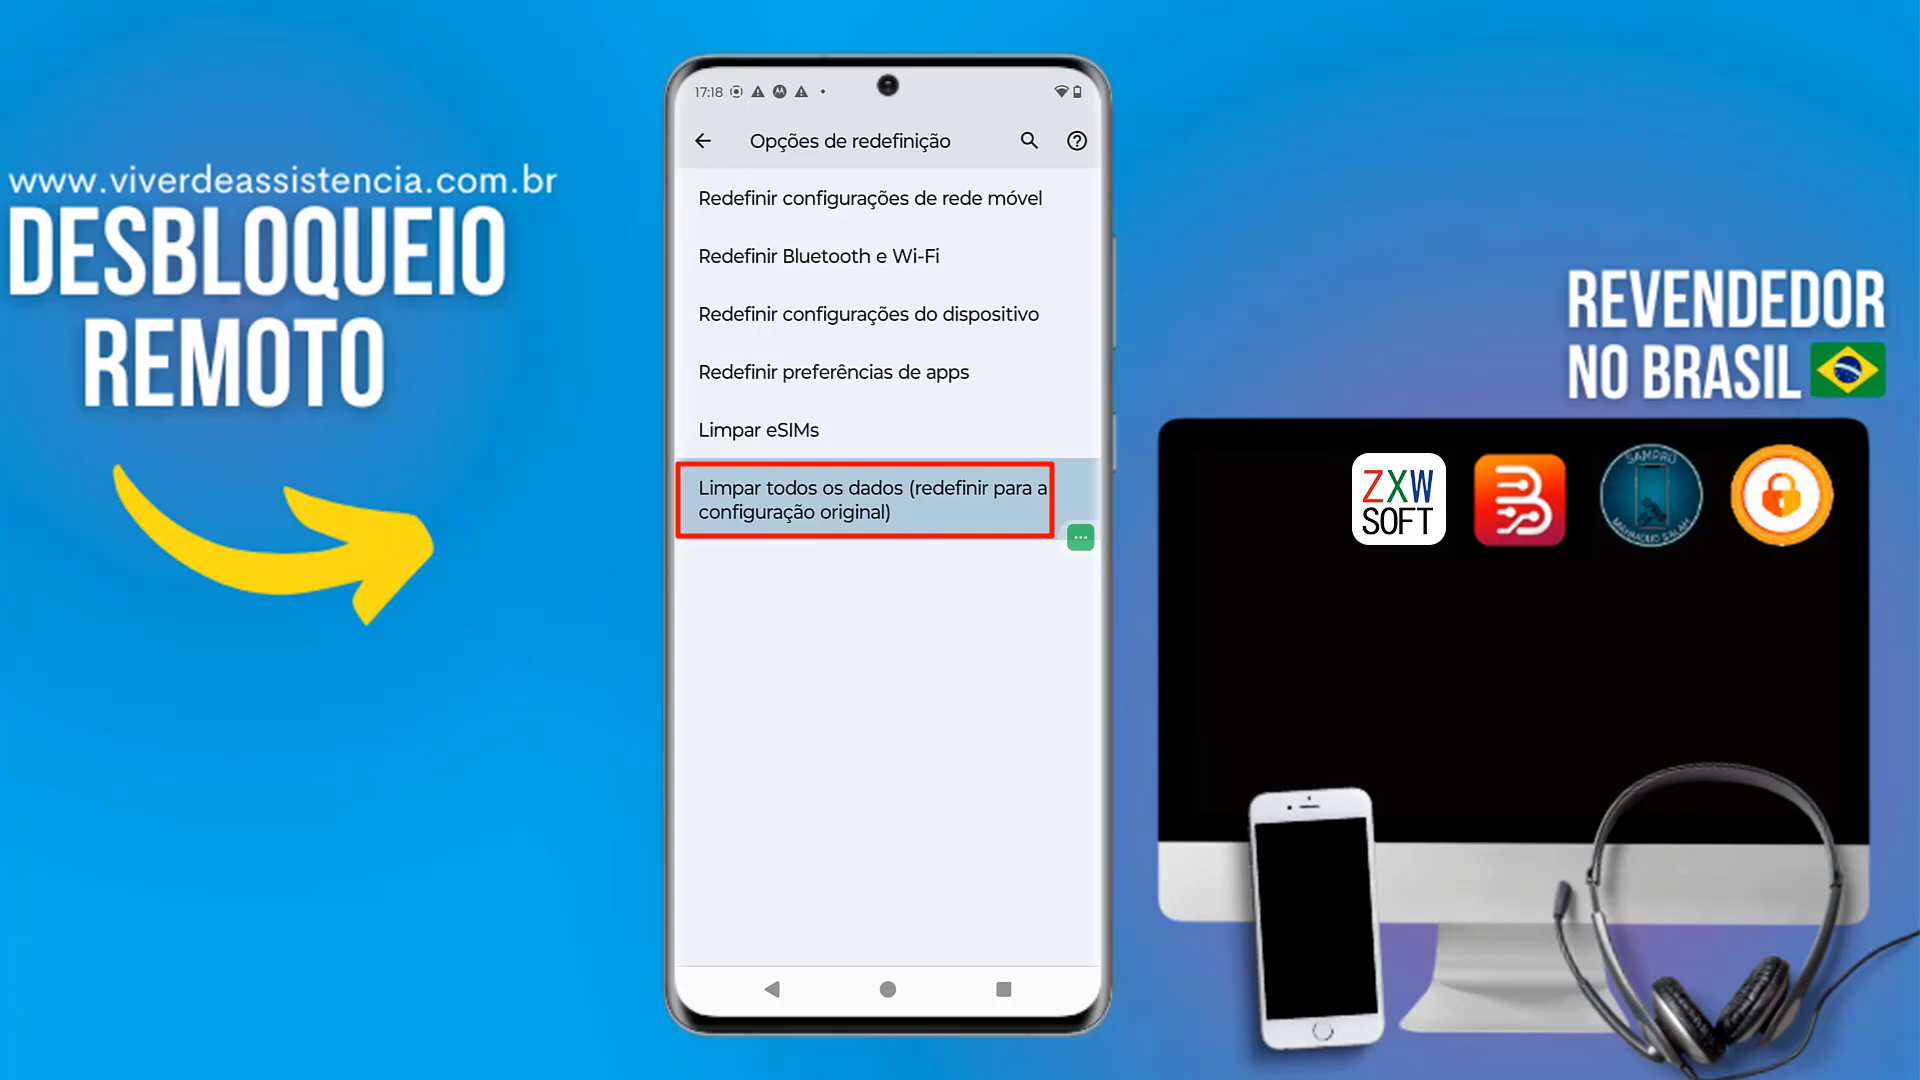 www.viverdeassistencia.com.br
DESBLOQUEIO
REMOTO
17:18
Opções de redefinição
Redefinir configurações de rede móvel
Redefinir Bluetooth e Wi-Fi
Redefinir configurações do dispositivo
Redefinir preferências de apps
Limpar eSIMs
Limpar todos os dados (redefinir para a
configuração original)
REVENDEDOR
NO BRASIL
ZXW
SOFT
SAMPRO
MAHMOUD SALAH